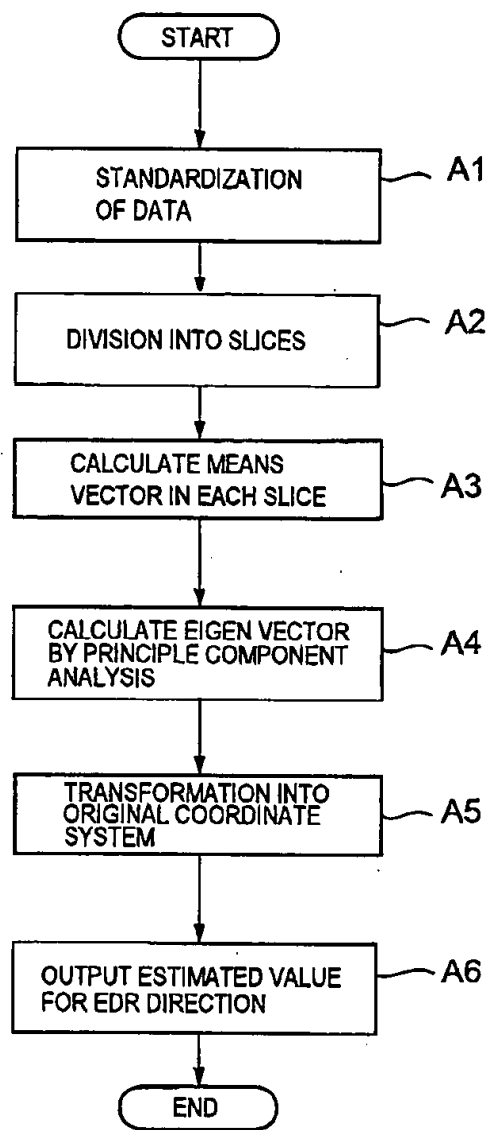 START
STANDARDIZATION
OF DATA
A1
DIVISION INTO SLICES
A2
CALCULATE MEANS
VECTOR IN EACH SLICE
A3
CALCULATE EIGEN VECTOR
BY PRINCIPLE COMPONENT
ANALYSIS
A4
TRANSFORMATION INTO
ORIGINAL COORDINATE
SYSTEM
A5
OUTPUT ESTIMATED VALUE
FOR EDR DIRECTION
A6
END